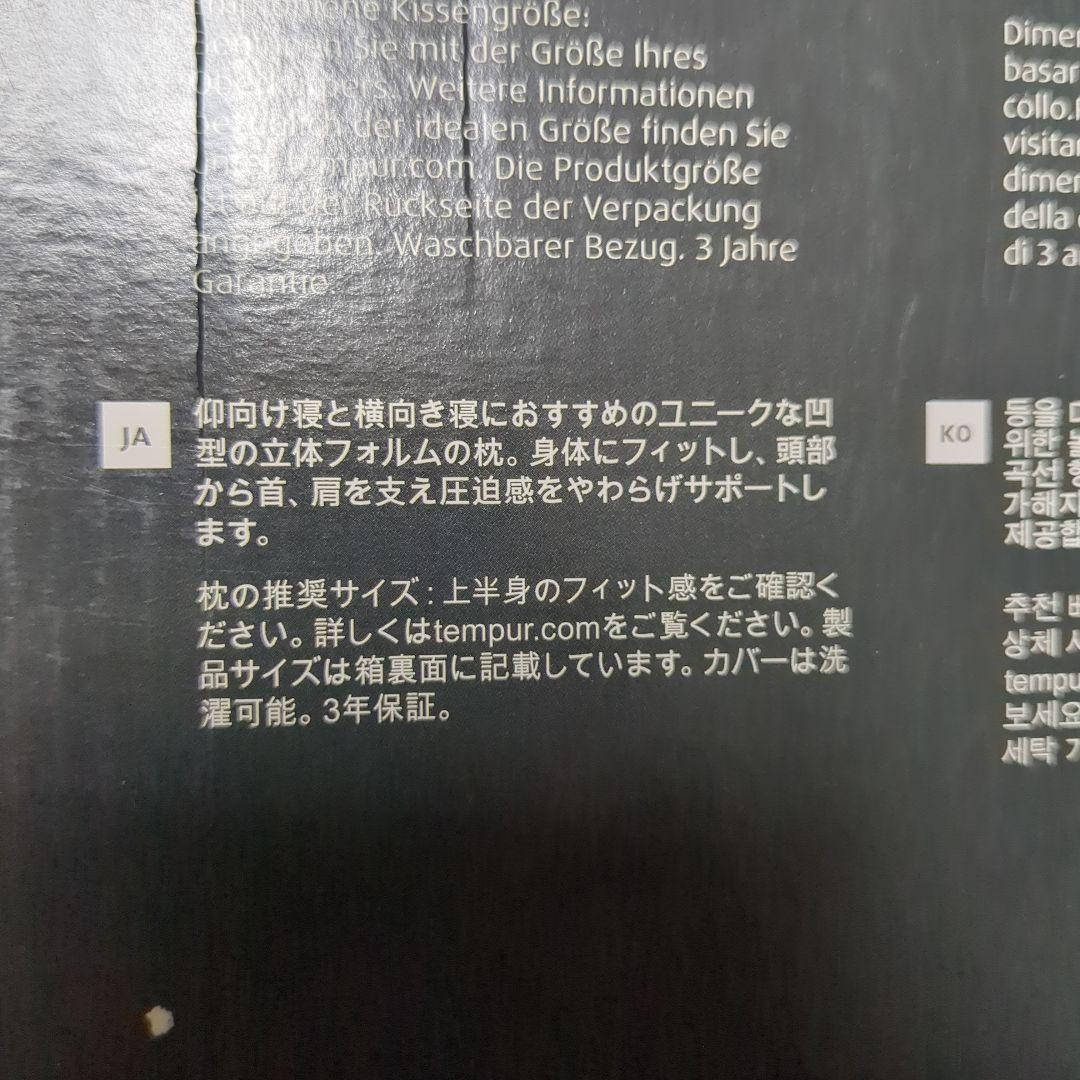 Kissengröße:
Sie mit der Größe Ihres
Weitere Informationen
der idealen Größe finden Sie
Die Produktgröße
der Rückseite der Verpackung
angegeben. Waschbarer Bezug. 3 Jahre
Garantie.
JA
仰向け寝と横向き寝におすすめのユニークな凹
型の立体フォルムの枕。身体にフィットし、頭部
から首、肩を支え圧迫感をやわらげサポートし
ます。
枕の推奨サイズ：上半身のフィット感をご確認く
ださい。詳しくはtempur.comをご覧ください。製
品サイズは箱裏面に記載しています。カバーは洗
濯可能。3年保証。
collo.
della
di 3
KO
등을
위한
곡선
제공합
추천
상체
보세요
세탁